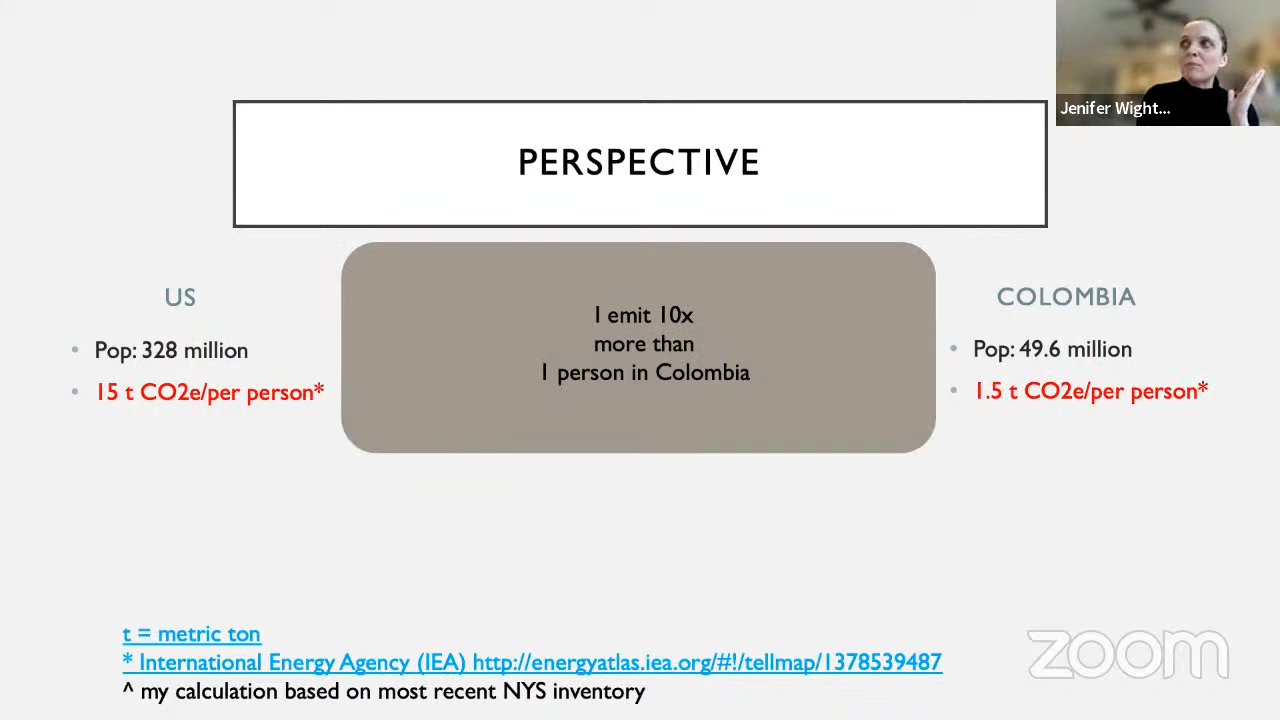 Jenifer Wight...
PERSPECTIVE
I emit 10x
more than
1 person in Colombia
US
• Pop: 328 million
• 15 t CO2e/per person*
COLOMBIA
• Pop: 49.6 million
• 1.5 t CO2e/per person*
t = metric ton
* International Energy Agency (IEA) http://energyatlas.iea.org/#!/tellmap/1378539487
^ my calculation based on most recent NYS inventory
zoom